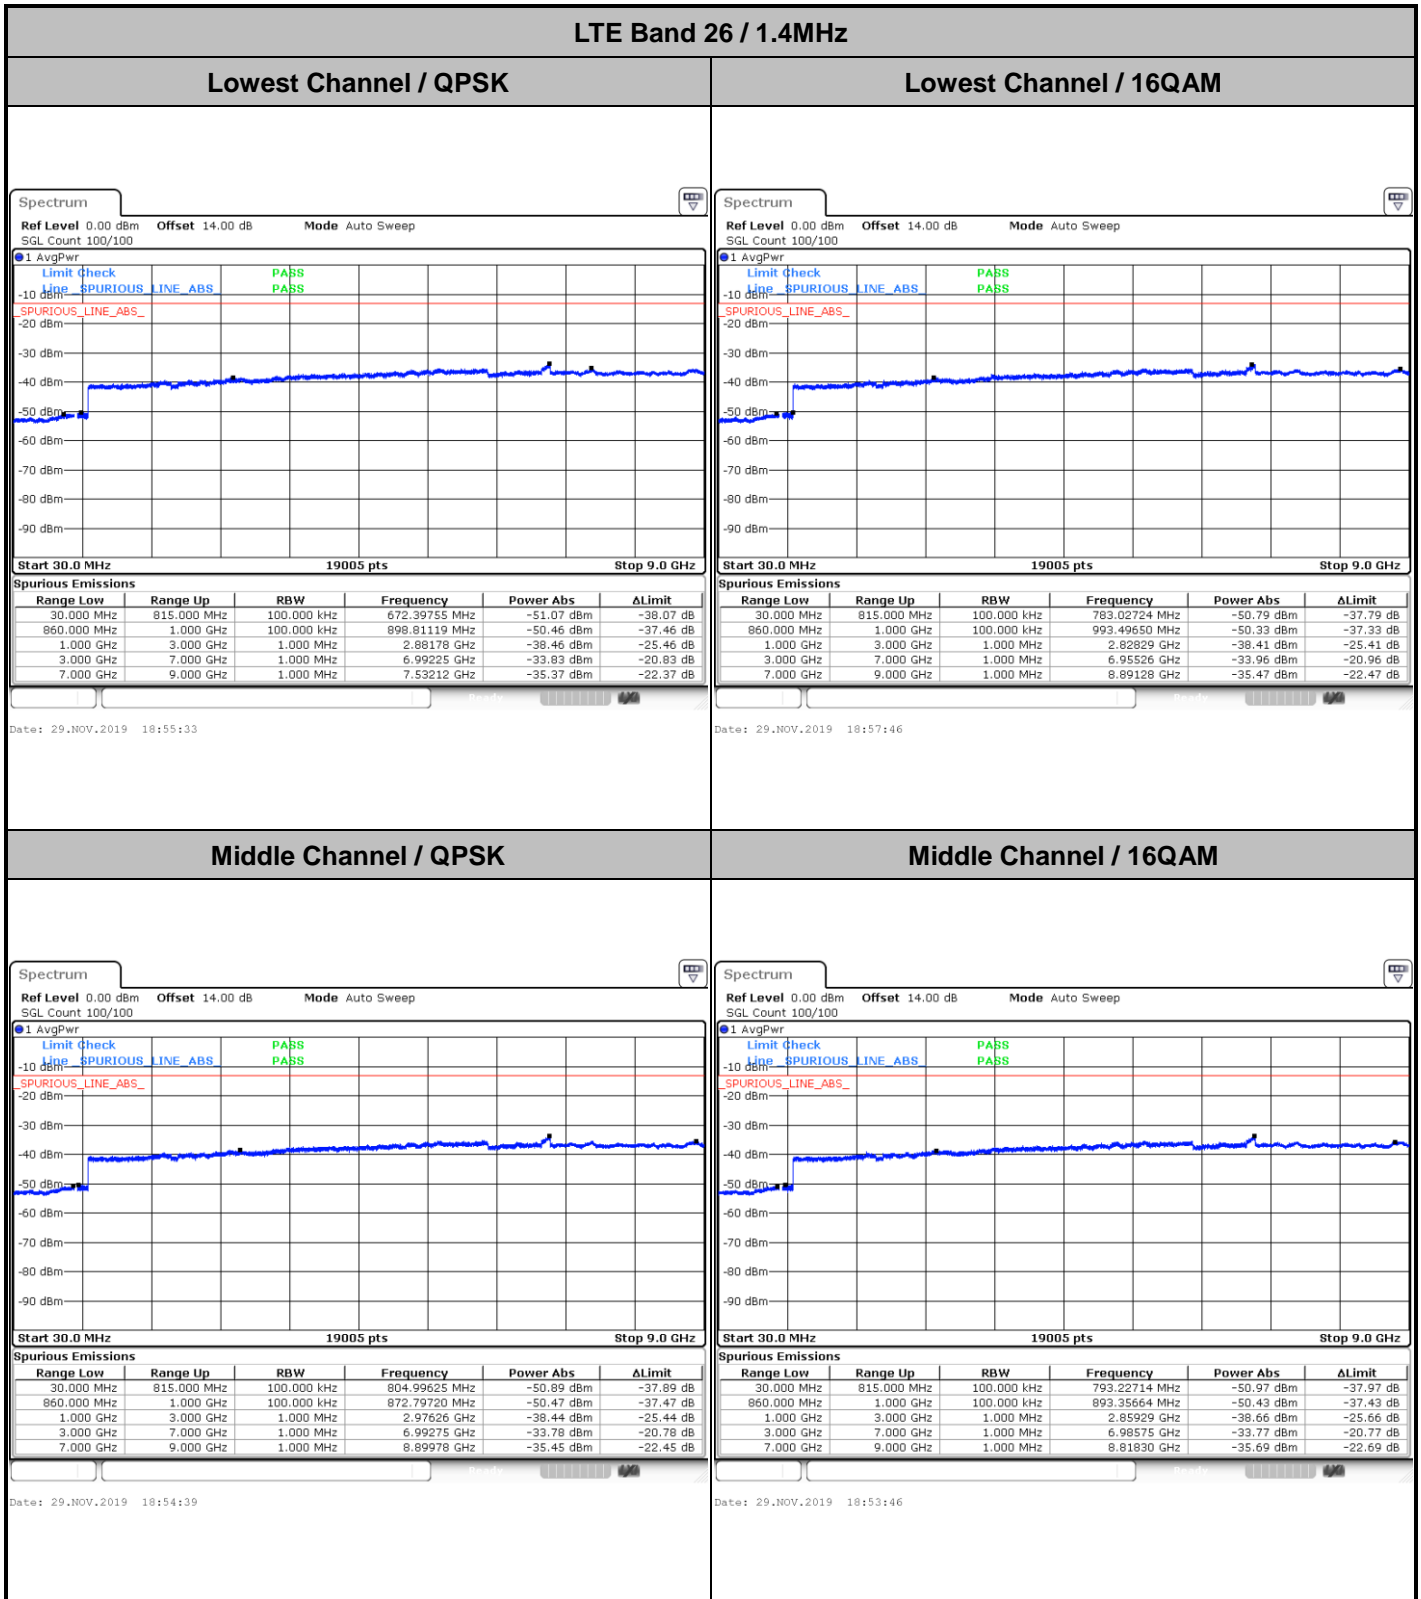 LTE Band 26 / 1.4MHz
Lowest Channel / QPSK
Lowest Channel / 16QAM
Spectrum
Ref Level 0.00 dBm Offset 14.00 dB Mode Auto Sweep
SGL Count 100/100
1 AvgPwr
Limit Check PASS
Line _SPURIOUS_LINE_ABS_ PASS
-10 dBm
_SPURIOUS_LINE_ABS_
-20 dBm
-30 dBm
-40 dBm
-50 dBm
-60 dBm
-70 dBm
-80 dBm
-90 dBm
Start 30.0 MHz 19005 pts Stop 9.0 GHz
Spurious Emissions
Range Low Range Up RBW Frequency Power Abs ΔLimit
30.000 MHz 815.000 MHz 100.000 kHz 672.39755 MHz -51.07 dBm -38.07 dB
860.000 MHz 1.000 GHz 100.000 kHz 898.81119 MHz -50.46 dBm -37.46 dB
1.000 GHz 3.000 GHz 1.000 MHz 2.88178 GHz -38.46 dBm -25.46 dB
3.000 GHz 7.000 GHz 1.000 MHz 6.99225 GHz -33.83 dBm -20.83 dB
7.000 GHz 9.000 GHz 1.000 MHz 7.53212 GHz -35.37 dBm -22.37 dB
Date: 29.NOV.2019 18:55:33
Spectrum
Ref Level 0.00 dBm Offset 14.00 dB Mode Auto Sweep
SGL Count 100/100
1 AvgPwr
Limit Check PASS
Line _SPURIOUS_LINE_ABS_ PASS
-10 dBm
_SPURIOUS_LINE_ABS_
-20 dBm
-30 dBm
-40 dBm
-50 dBm
-60 dBm
-70 dBm
-80 dBm
-90 dBm
Start 30.0 MHz 19005 pts Stop 9.0 GHz
Spurious Emissions
Range Low Range Up RBW Frequency Power Abs ΔLimit
30.000 MHz 815.000 MHz 100.000 kHz 783.02724 MHz -50.79 dBm -37.79 dB
860.000 MHz 1.000 GHz 100.000 kHz 993.49650 MHz -50.33 dBm -37.33 dB
1.000 GHz 3.000 GHz 1.000 MHz 2.82829 GHz -38.41 dBm -25.41 dB
3.000 GHz 7.000 GHz 1.000 MHz 6.95526 GHz -33.96 dBm -20.96 dB
7.000 GHz 9.000 GHz 1.000 MHz 8.89128 GHz -35.47 dBm -22.47 dB
Ready
Date: 29.NOV.2019 18:57:46
Middle Channel / QPSK
Middle Channel / 16QAM
Spectrum
Ref Level 0.00 dBm Offset 14.00 dB Mode Auto Sweep
SGL Count 100/100
1 AvgPwr
Limit Check PASS
Line _SPURIOUS_LINE_ABS_ PASS
-10 dBm
_SPURIOUS_LINE_ABS_
-20 dBm
-30 dBm
-40 dBm
-50 dBm
-60 dBm
-70 dBm
-80 dBm
-90 dBm
Start 30.0 MHz 19005 pts Stop 9.0 GHz
Spurious Emissions
Range Low Range Up RBW Frequency Power Abs ΔLimit
30.000 MHz 815.000 MHz 100.000 kHz 804.99625 MHz -50.89 dBm -37.89 dB
860.000 MHz 1.000 GHz 100.000 kHz 872.79720 MHz -50.47 dBm -37.47 dB
1.000 GHz 3.000 GHz 1.000 MHz 2.97626 GHz -38.44 dBm -25.44 dB
3.000 GHz 7.000 GHz 1.000 MHz 6.99275 GHz -33.78 dBm -20.78 dB
7.000 GHz 9.000 GHz 1.000 MHz 8.89978 GHz -35.45 dBm -22.45 dB
Ready
Date: 29.NOV.2019 18:54:39
Spectrum
Ref Level 0.00 dBm Offset 14.00 dB Mode Auto Sweep
SGL Count 100/100
1 AvgPwr
Limit Check PASS
Line _SPURIOUS_LINE_ABS_ PASS
-10 dBm
_SPURIOUS_LINE_ABS_
-20 dBm
-30 dBm
-40 dBm
-50 dBm
-60 dBm
-70 dBm
-80 dBm
-90 dBm
Start 30.0 MHz 19005 pts Stop 9.0 GHz
Spurious Emissions
Range Low Range Up RBW Frequency Power Abs ΔLimit
30.000 MHz 815.000 MHz 100.000 kHz 793.22714 MHz -50.97 dBm -37.97 dB
860.000 MHz 1.000 GHz 100.000 kHz 893.35664 MHz -50.43 dBm -37.43 dB
1.000 GHz 3.000 GHz 1.000 MHz 2.85929 GHz -38.66 dBm -25.66 dB
3.000 GHz 7.000 GHz 1.000 MHz 6.98575 GHz -33.77 dBm -20.77 dB
7.000 GHz 9.000 GHz 1.000 MHz 8.81830 GHz -35.69 dBm -22.69 dB
Ready
Date: 29.NOV.2019 18:53:46